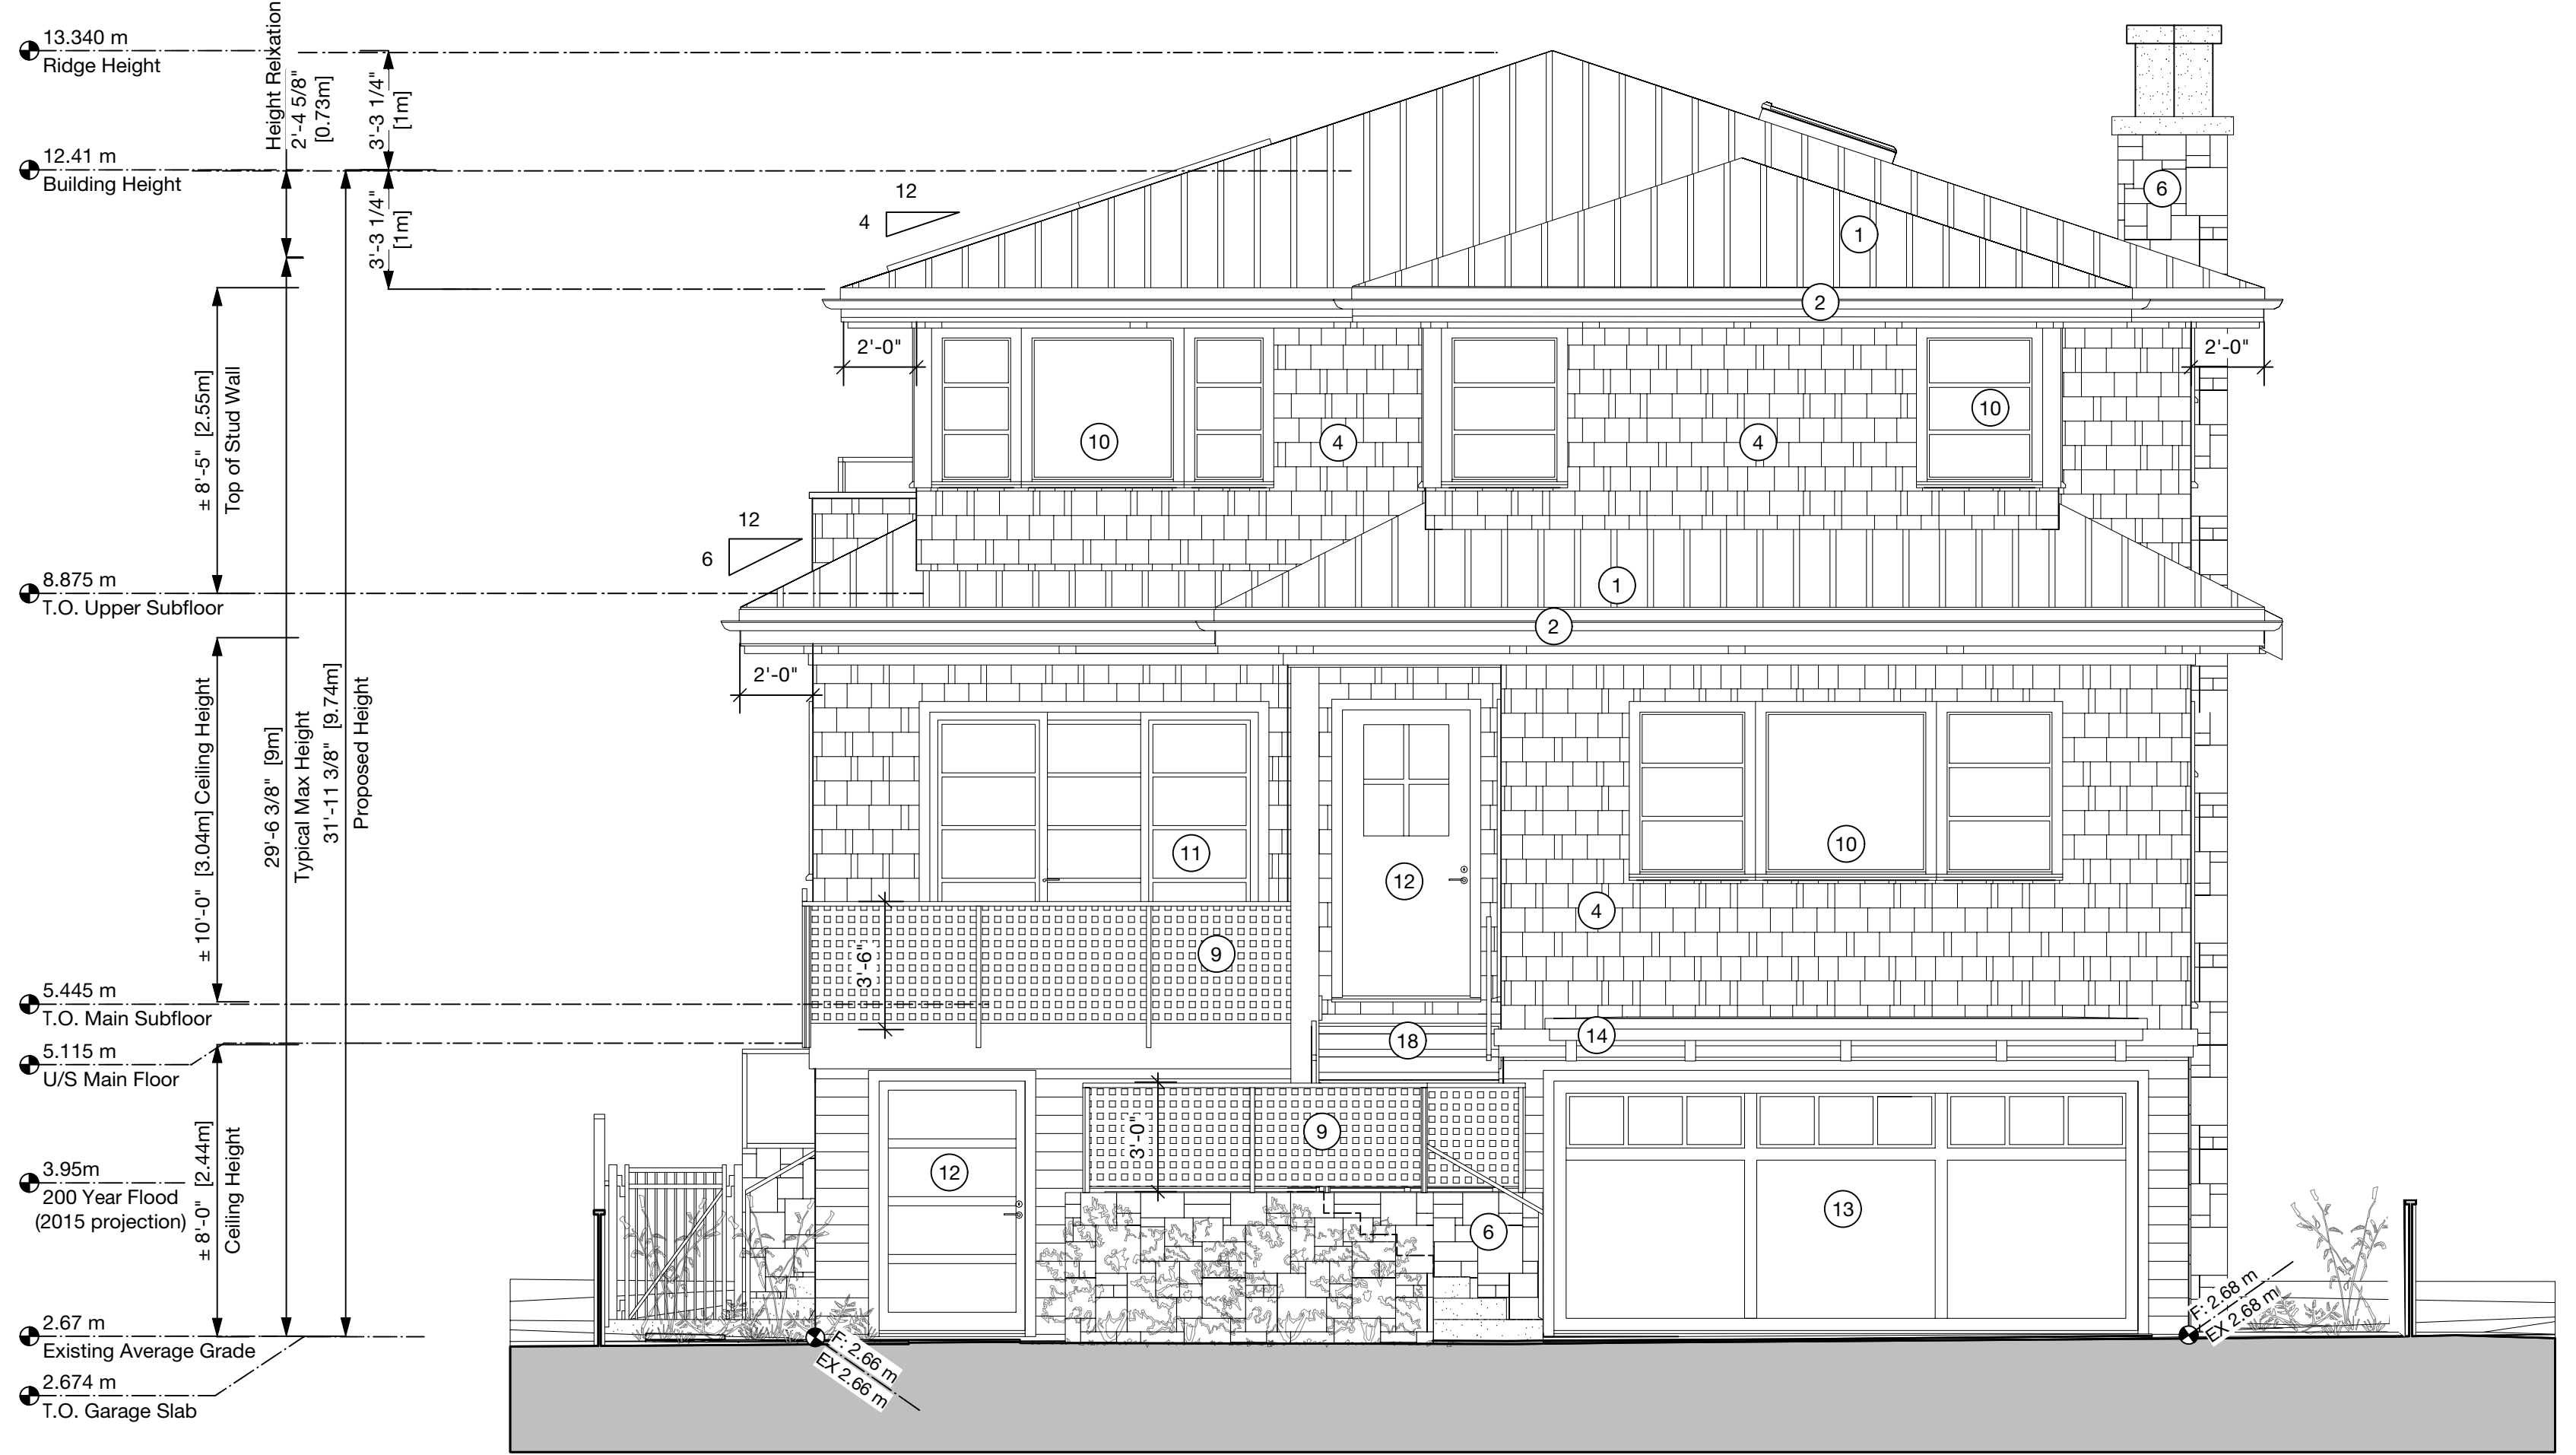 13.340 m
Ridge Height
12.41 m
Building Height
8.875 m
T.O. Upper Subfloor
5.445 m
T.O. Main Subfloor
5.115 m
U/S Main Floor
3.95m
200 Year Flood
(2015 projection)
2.67 m
Existing Average Grade
2.674 m
T.O. Garage Slab
± 8'-5" [2.55m]
Top of Stud Wall
± 10'-0" [3.04m] Ceiling Height
± 8'-0" [2.44m]
Ceiling Height
Height Relxation
2'-4 5/8"
[0.73m]
29'-6 3/8" [9m]
Typical Max Height
31'-11 3/8" [9.74m]
Proposed Height
3'-3 1/4"
[1m]
3'-3 1/4"
[1m]
12
4
12
6
6
1
2
2'-0"
2'-0"
10
4
4
10
1
2
2'-0"
11
12
10
4
9
3'-6"
18
14
9
3'-0"
12
6
13
F: 2.66 m
EX 2.66 m
F: 2.68 m
EX 2.68 m